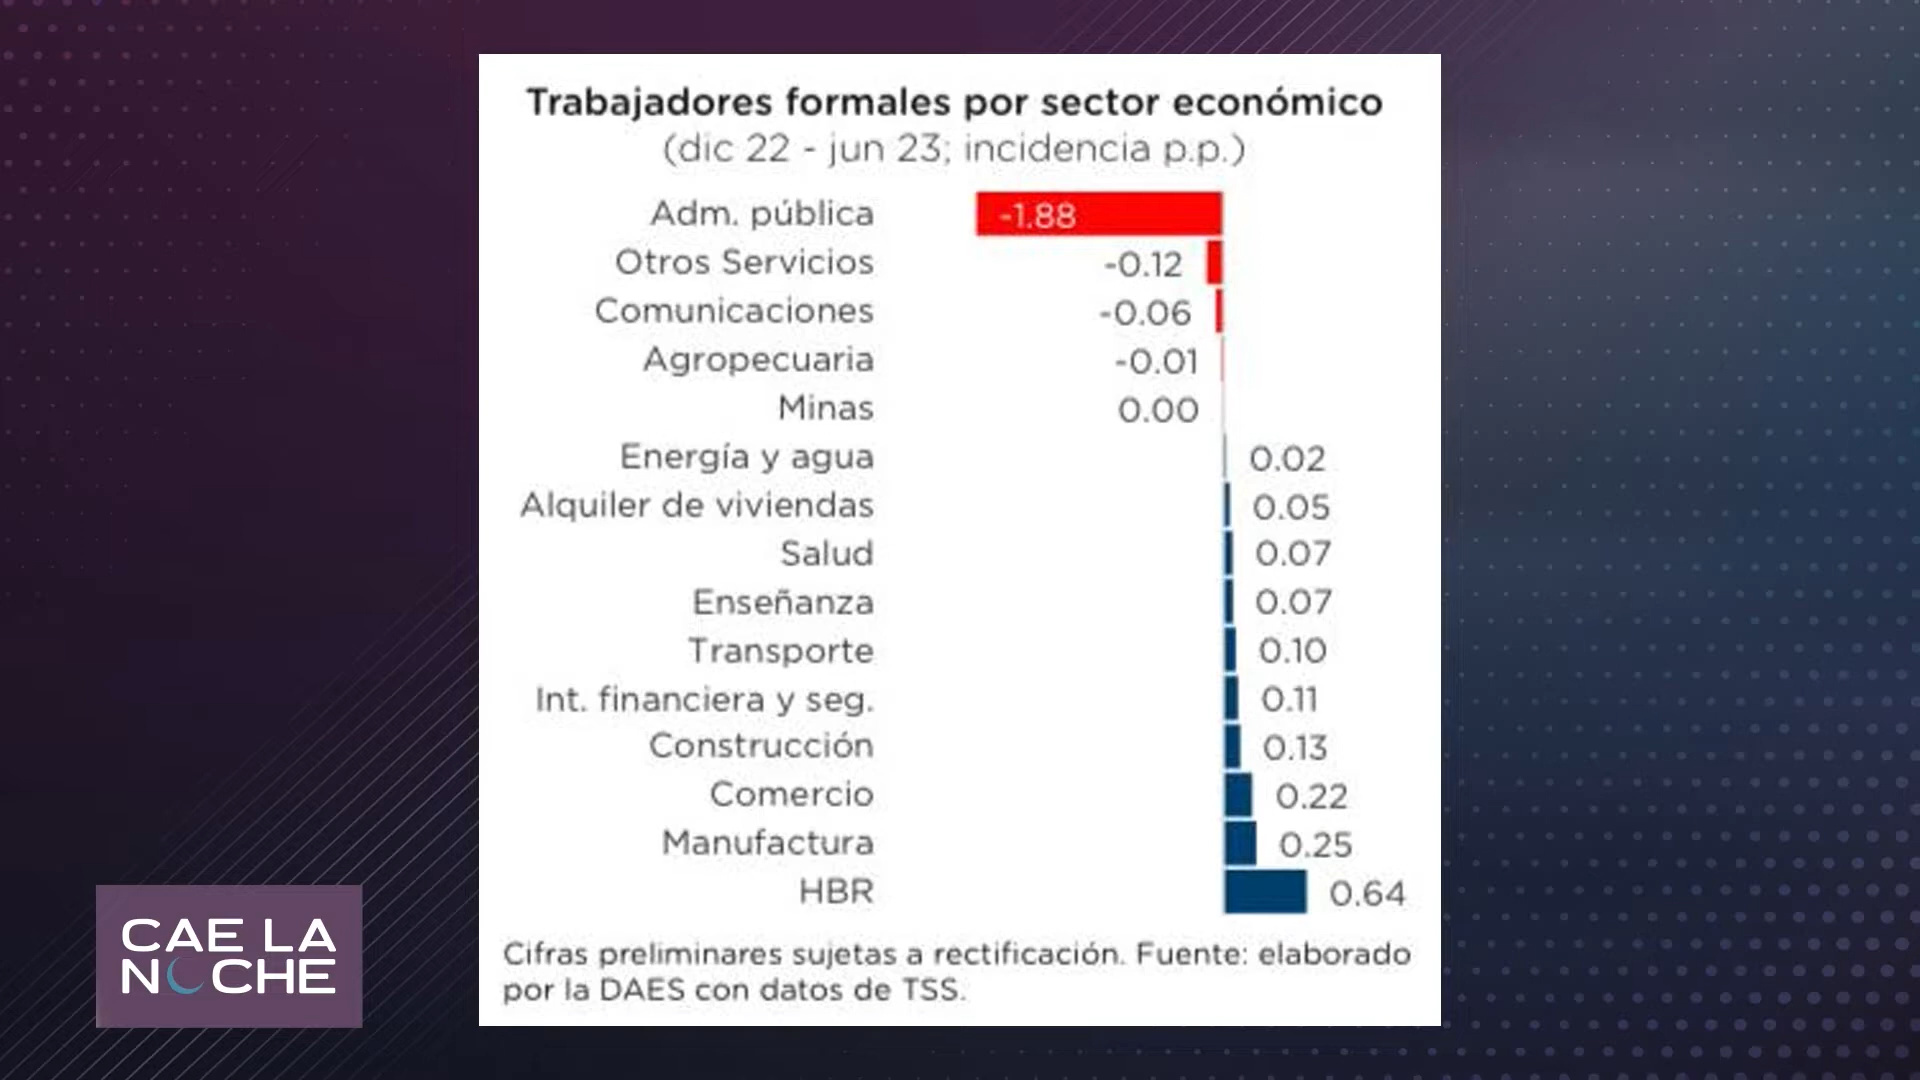 Trabajadores formales por sector económico
(dic 22 - jun 23; incidencia p.p.)
Adm. pública -1.88
Otros Servicios -0.12
Comunicaciones -0.06
Agropecuaria -0.01
Minas 0.00
Energía y agua 0.02
Alquiler de viviendas 0.05
Salud 0.07
Enseñanza 0.07
Transporte 0.10
Int. financiera y seg. 0.11
Construcción 0.13
Comercio 0.22
Manufactura 0.25
HBR 0.64
Cifras preliminares sujetas a rectificación. Fuente: elaborado
por la DAES con datos de TSS.
CAE LA
NOCHE